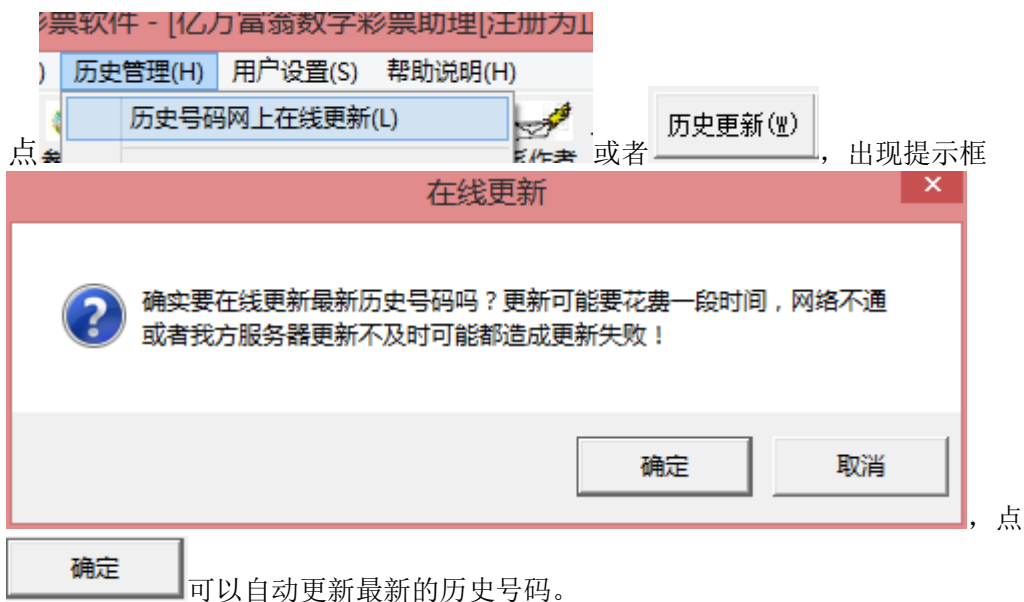 彩票软件 - [亿万富翁数字彩票助理[注册为正
) 历史管理(H) 用户设置(S) 帮助说明(H)
历史号码网上在线更新(L)
点 或者 历史更新(W) ，出现提示框
在线更新
确实要在线更新最新历史号码吗？更新可能要花费一段时间，网络不通
或者我方服务器更新不及时可能都造成更新失败！
确定 取消
，点
确定 可以自动更新最新的历史号码。